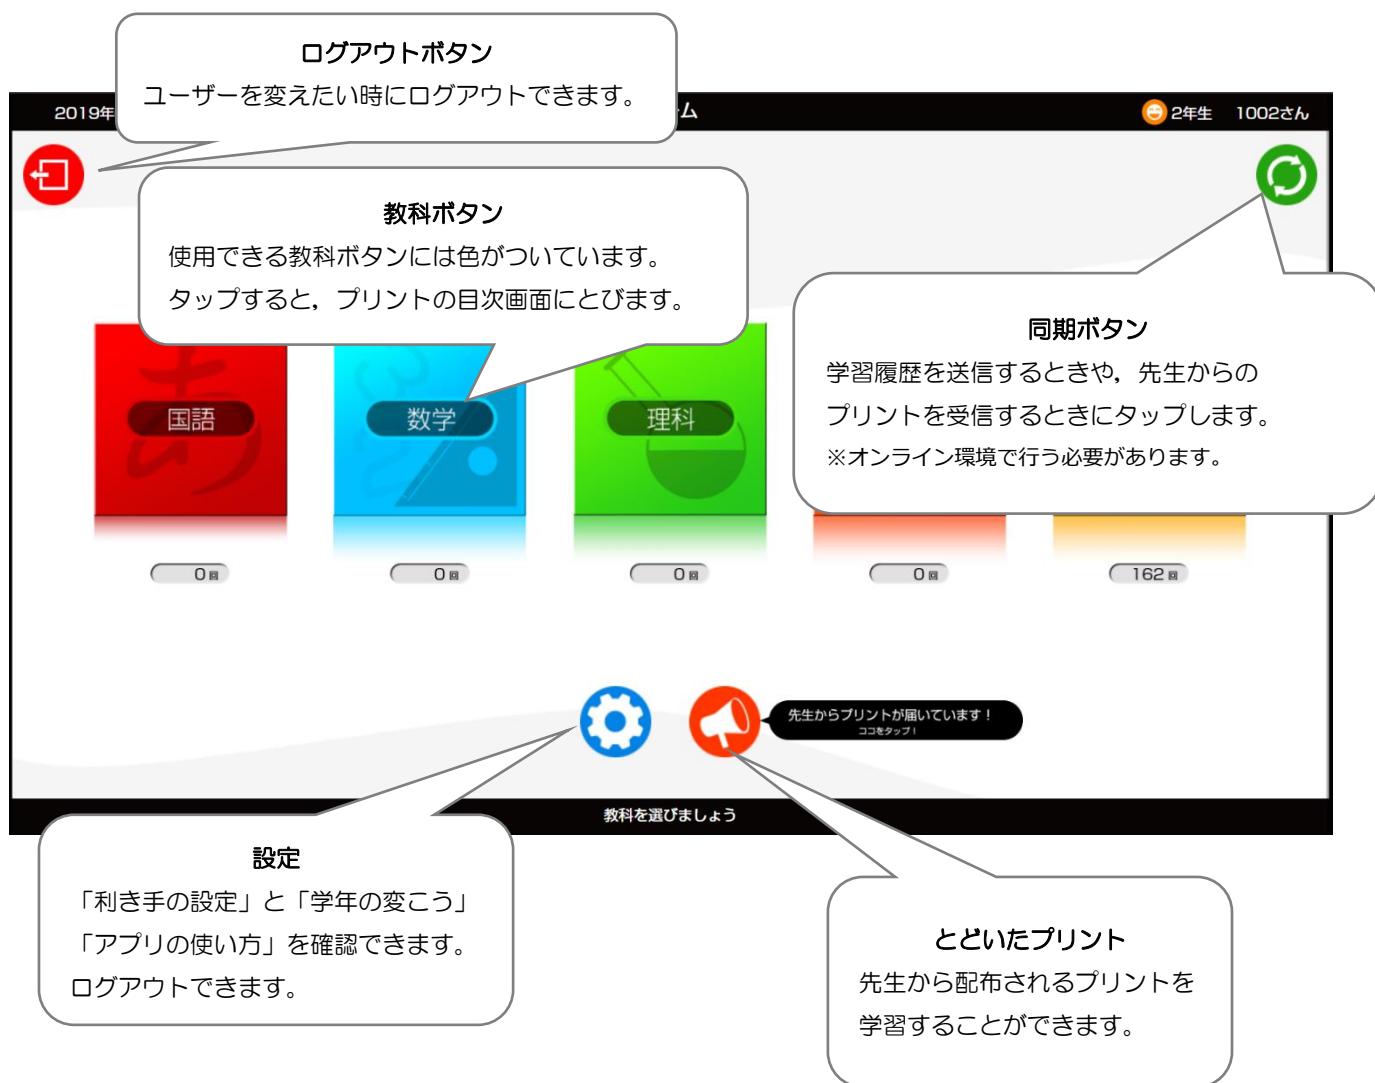 ログアウトボタン
ユーザーを変えたい時にログアウトできます。
2019年
ム
2年生 1002さん
教科ボタン
使用できる教科ボタンには色がついています。
タップすると，プリントの目次画面にとびます。
同期ボタン
学習履歴を送信するときや，先生からの
プリントを受信するときにタップします。
※オンライン環境で行う必要があります。
国語
数学
理科
0回
0回
0回
0回
162回
先生からプリントが届いています！
ココをタップ！
教科を選びましょう
設定
「利き手の設定」と「学年の変こう」
「アプリの使い方」を確認できます。
ログアウトできます。
とどいたプリント
先生から配布されるプリントを
学習することができます。